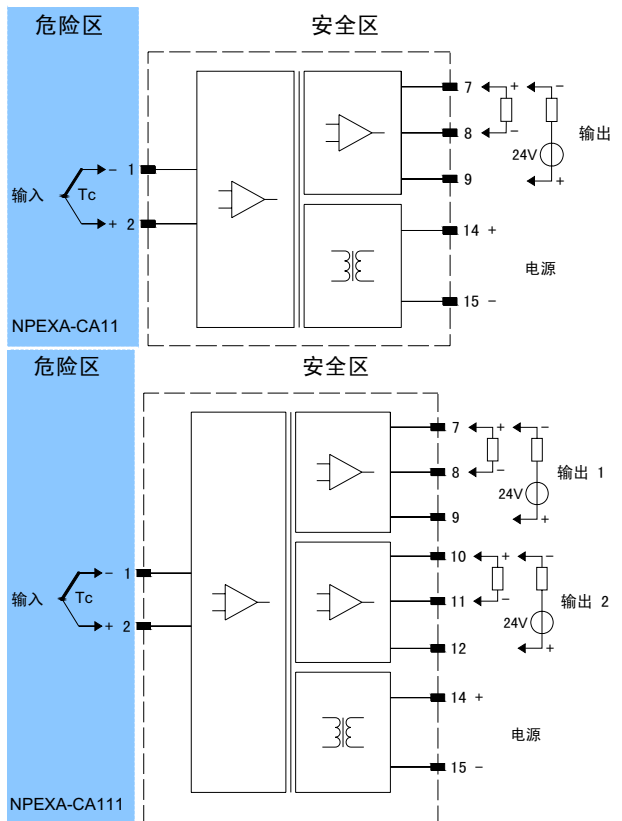 危险区 安全区
7 + −
8 −
24V 输出
9 +
− 1
输入 Tc
+ 2
14 +
电源
15 −
NPEXA-CA11
危险区 安全区
7 + −
8 −
24V 输出 1
9 +
10 + −
− 1
输入 Tc
11 −
输出 2
+ 2
24V
12 +
14 +
电源
15 −
NPEXA-CA111